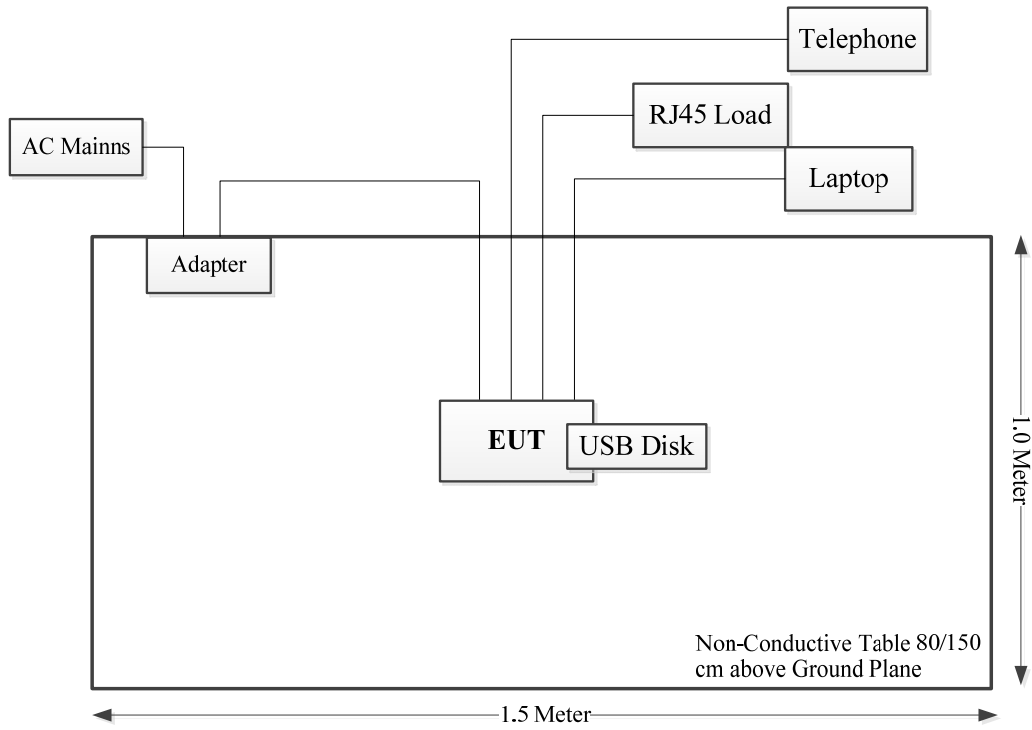 Telephone
RJ45 Load
AC Mainns
Laptop
Adapter
EUT
USB Disk
1.0 Meter
Non-Conductive Table 80/150
cm above Ground Plane
1.5 Meter